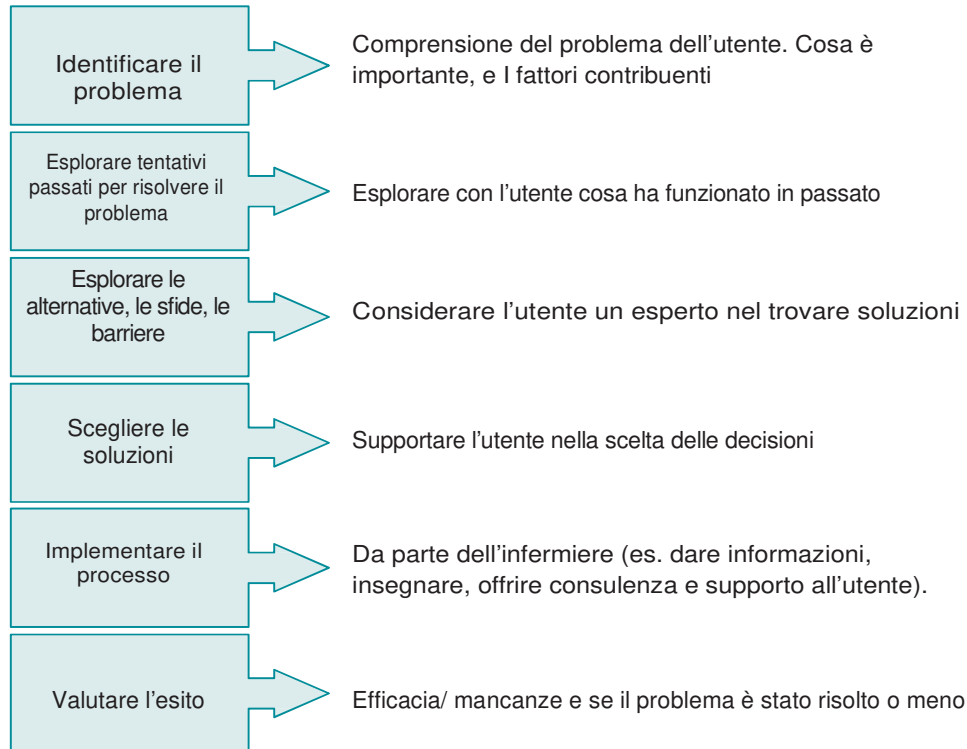 Identificare il
problema
Comprensione del problema dell'utente. Cosa è
importante, e I fattori contribuenti
Esplorare tentativi
passati per risolvere il
problema
Esplorare con l'utente cosa ha funzionato in passato
Esplorare le
alternative, le sfide, le
barriere
Considerare l'utente un esperto nel trovare soluzioni
Scegliere le
soluzioni
Supportare l'utente nella scelta delle decisioni
Implementare il
processo
Da parte dell'infermiere (es. dare informazioni,
insegnare, offrire consulenza e supporto all'utente).
Valutare l'esito
Efficacia/ mancanze e se il problema è stato risolto o meno